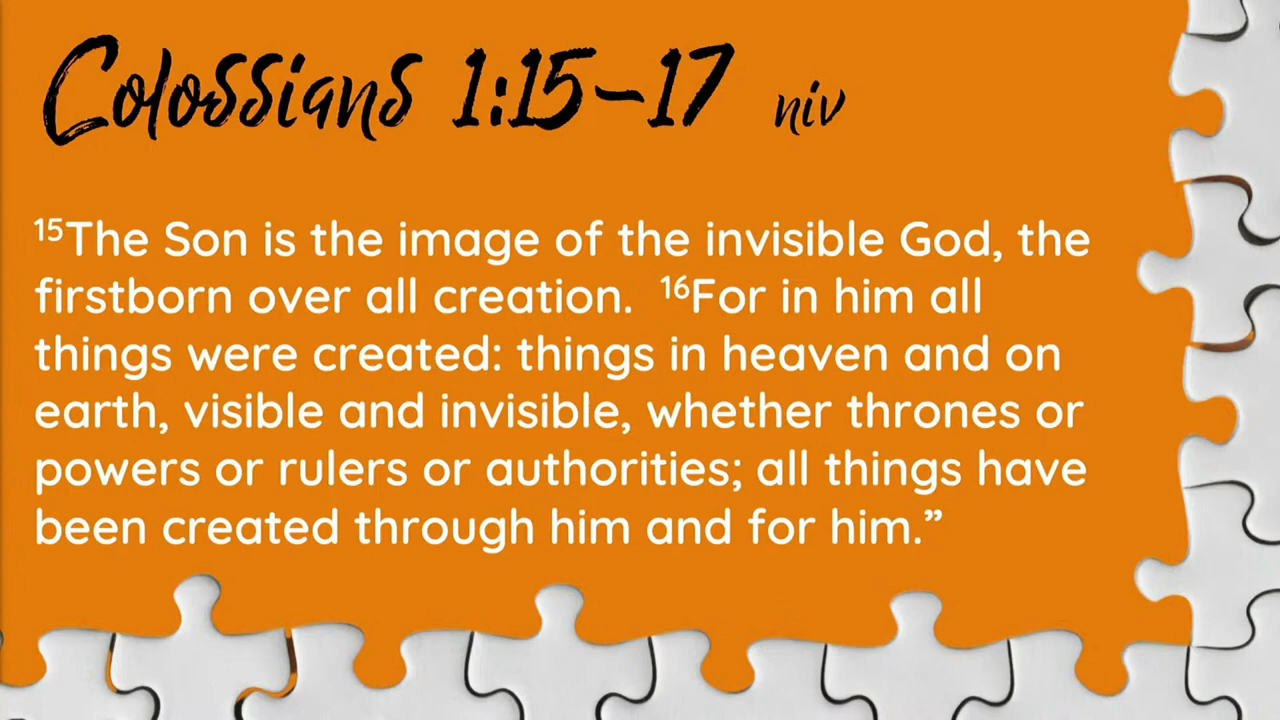 Colossians 1:15-17 niv
15The Son is the image of the invisible God, the
firstborn over all creation. 16For in him all
things were created: things in heaven and on
earth, visible and invisible, whether thrones or
powers or rulers or authorities; all things have
been created through him and for him.”